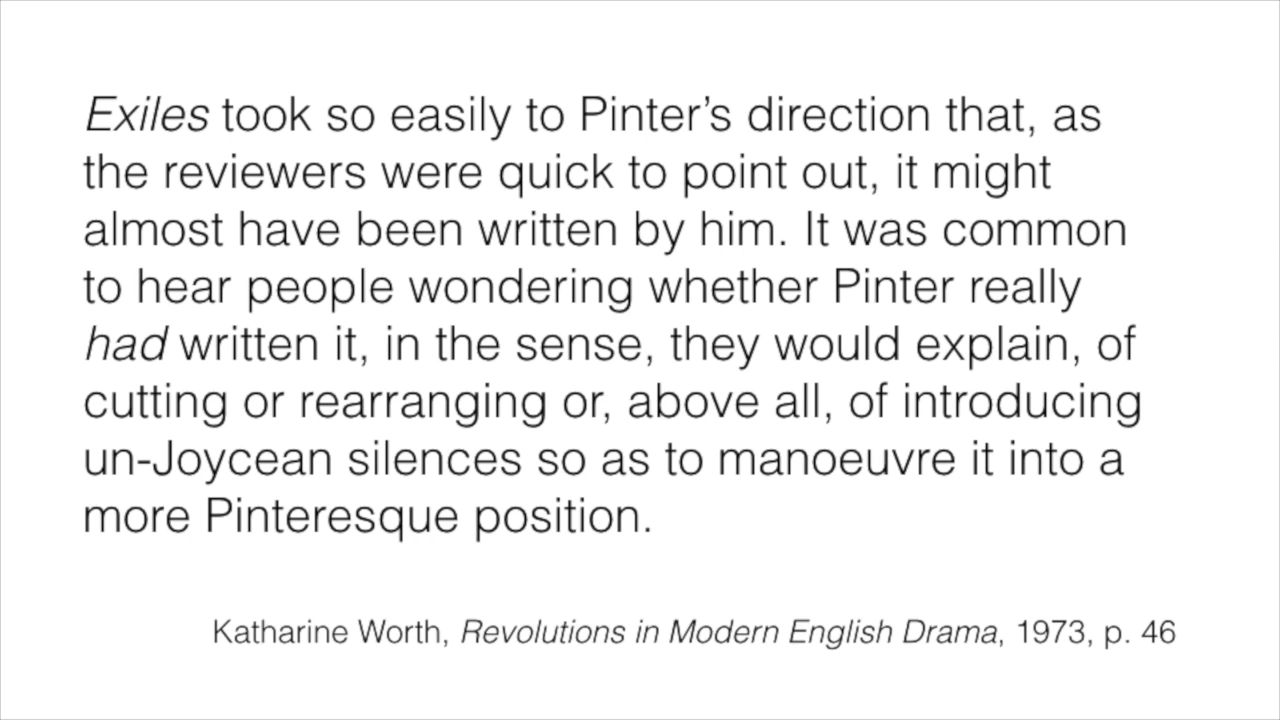 Exiles took so easily to Pinter’s direction that, as
the reviewers were quick to point out, it might
almost have been written by him. It was common
to hear people wondering whether Pinter really
had written it, in the sense, they would explain, of
cutting or rearranging or, above all, of introducing
un-Joycean silences so as to manoeuvre it into a
more Pinteresque position.
Katharine Worth, Revolutions in Modern English Drama, 1973, p. 46